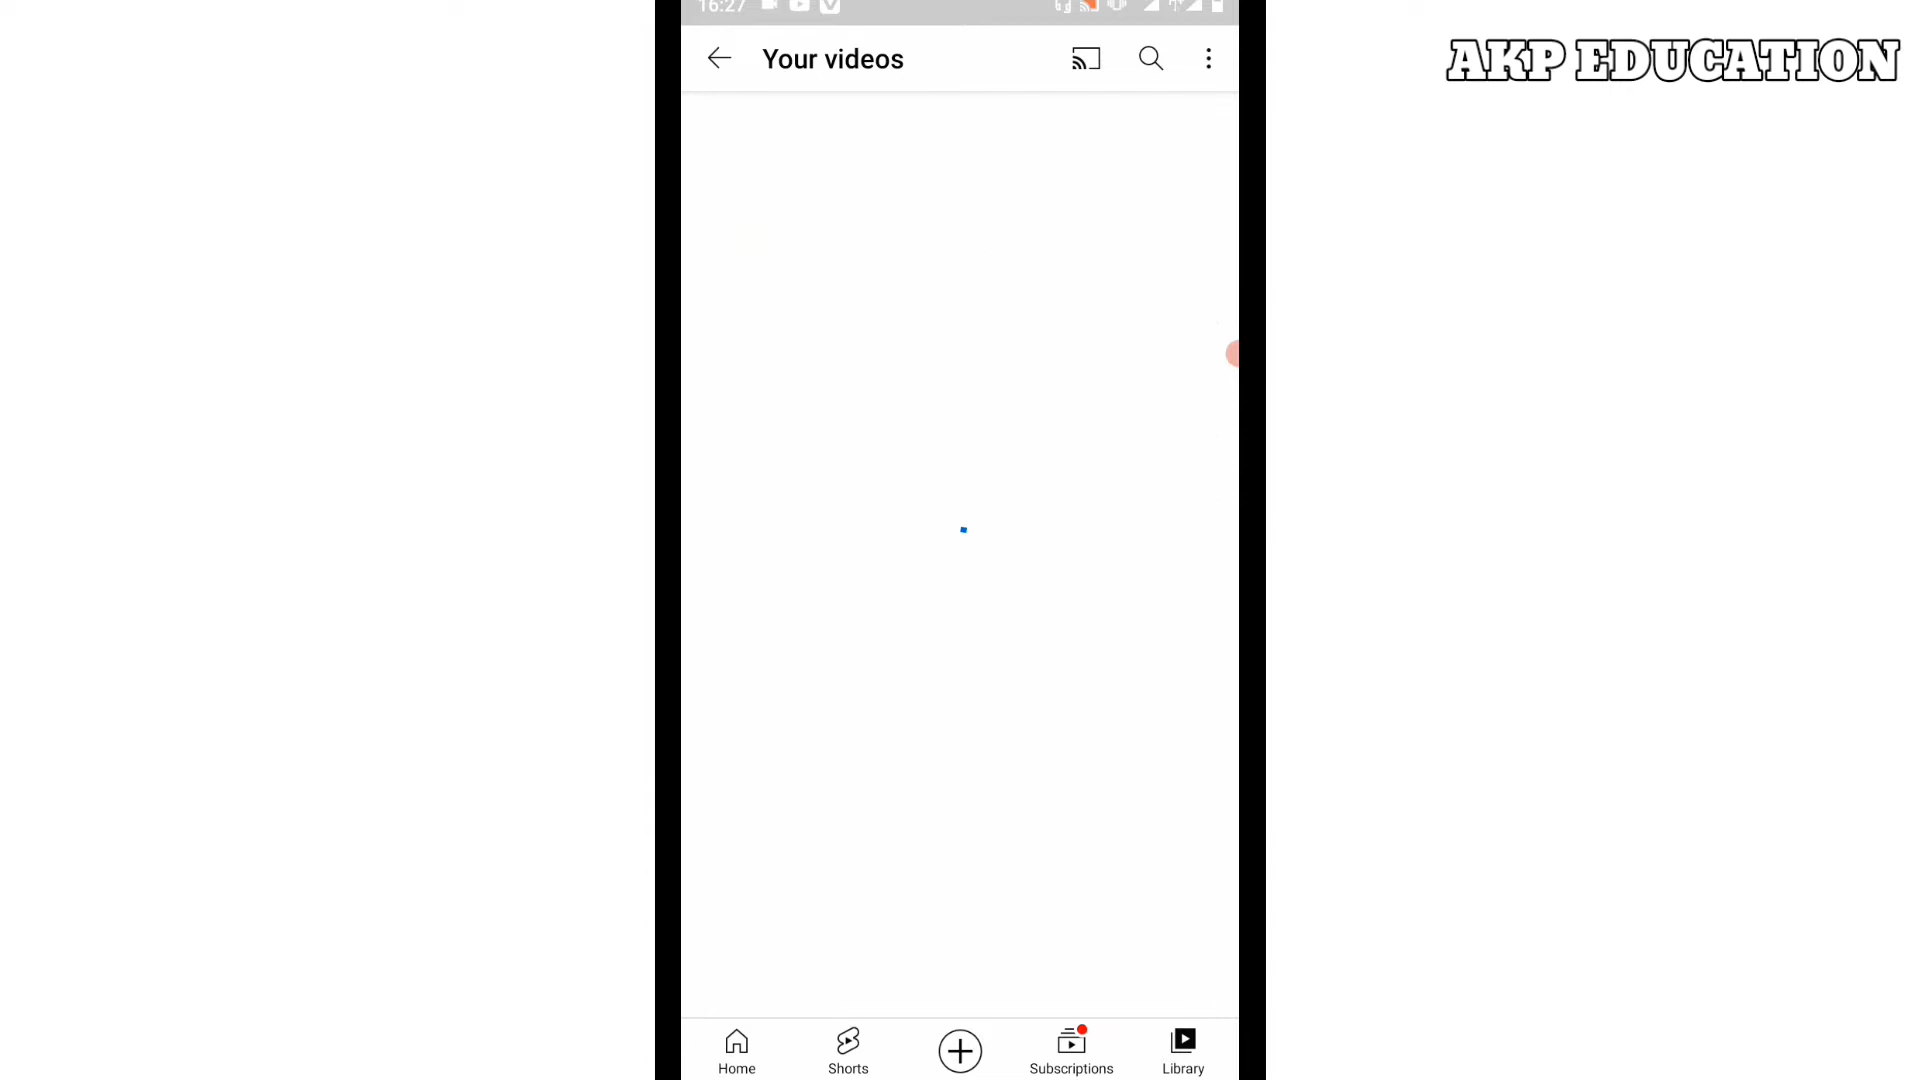 16:27
Your videos
AKP EDUCATION
Home
Shorts
Subscriptions
Library